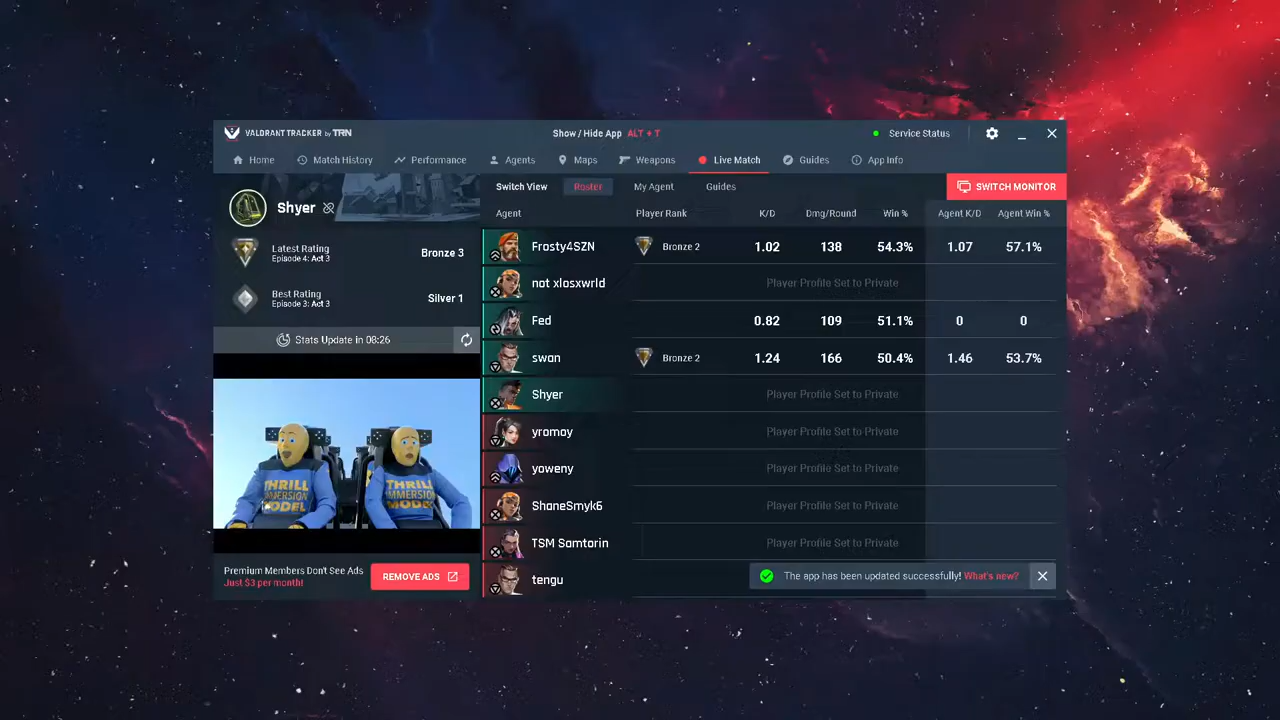 VALORANT TRACKER by TRN
Show / Hide App ALT + T
Service Status
Home
Match History
Performance
Agents
Maps
Weapons
Live Match
Guides
App Info
Shyer
Latest Rating
Episode 4: Act 3
Bronze 3
Best Rating
Episode 3: Act 3
Silver 1
Stats Update in 08:26
THRILL IMMERSION MODEL
THRILL IMMERSION MODEL
Premium Members Don't See Ads
Just $3 per month!
REMOVE ADS
Switch View Roster My Agent Guides
SWITCH MONITOR
Agent Player Rank K/D Dmg/Round Win % Agent K/D Agent Win %
Frosty4SZN Bronze 2 1.02 138 54.3% 1.07 57.1%
not xlosxwrld Player Profile Set to Private
Fed 0.82 109 51.1% 0 0
swan Bronze 2 1.24 166 50.4% 1.46 53.7%
Shyer Player Profile Set to Private
yromay Player Profile Set to Private
yoweny Player Profile Set to Private
ShaneSmyk6 Player Profile Set to Private
TSM Samtorin Player Profile Set to Private
tengu
The app has been updated successfully! What's new?